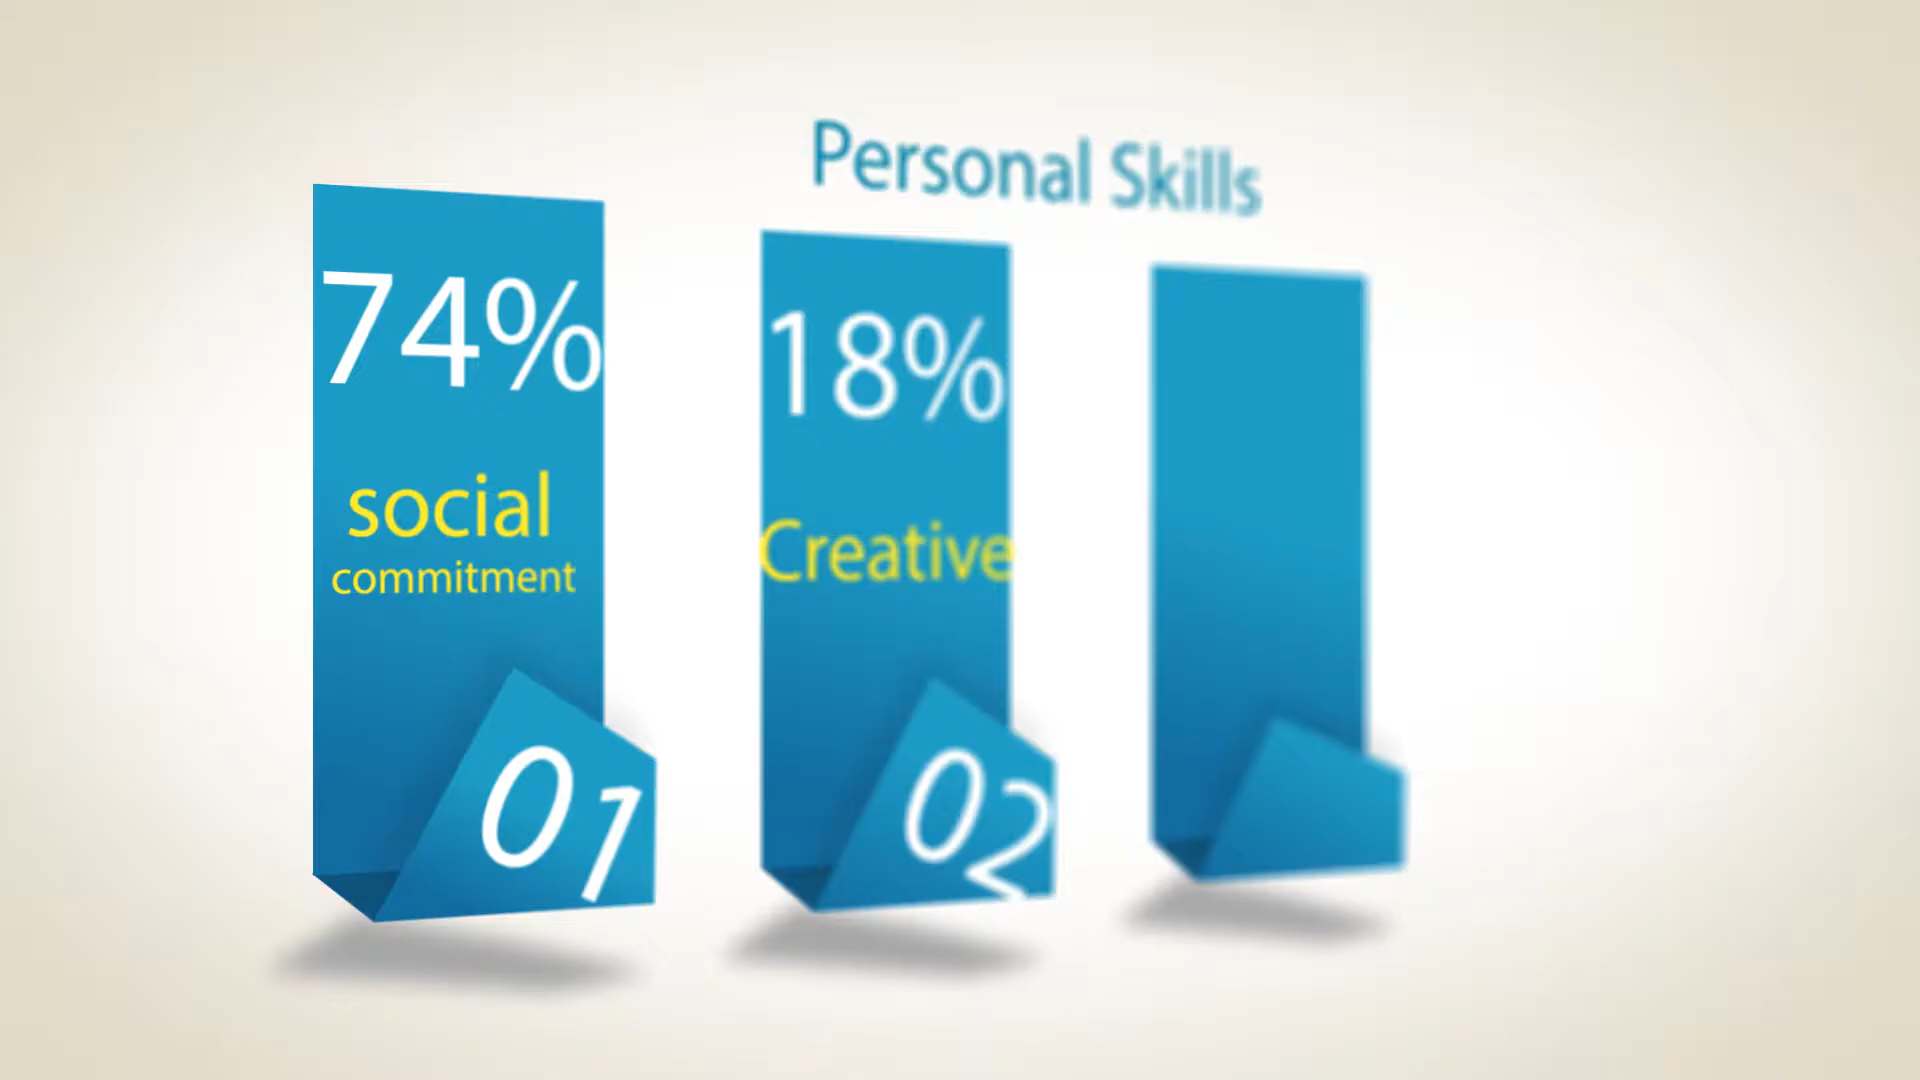 Personal Skills
74%
social
commitment
01
18%
Creative
02